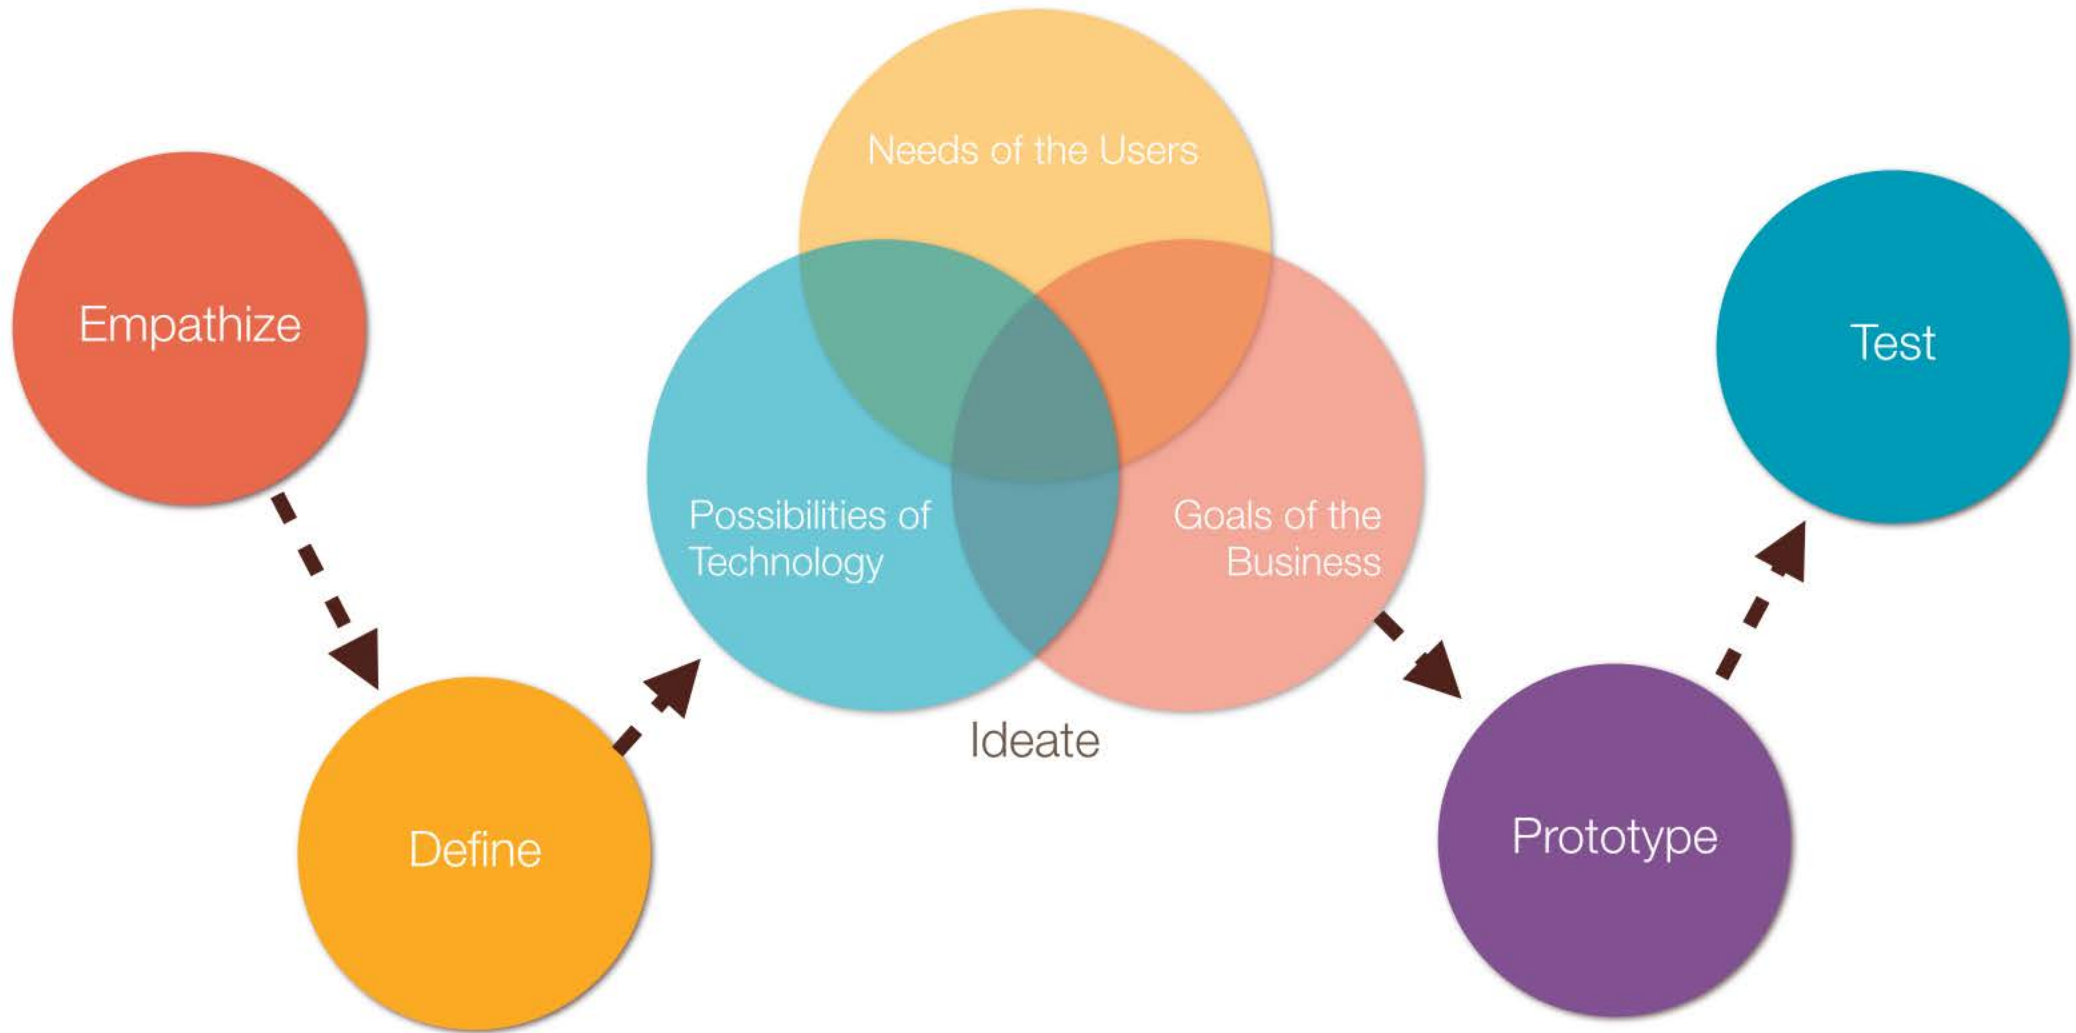 Empathize
Define
Needs of the Users
Possibilities of
Technology
Goals of the
Business
Ideate
Prototype
Test